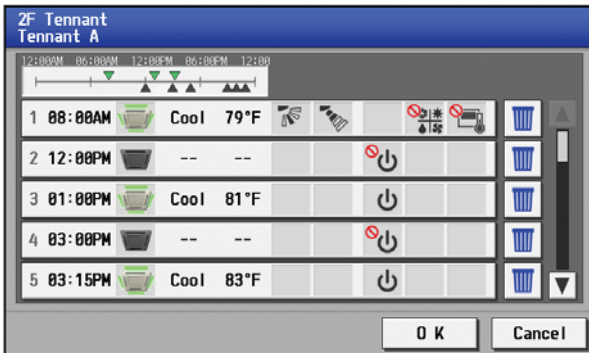 2F Tennant
Tennant A
12:00AM 06:00AM 12:00PM 06:00PM 12:00
1 08:00AM Cool 79°F
2 12:00PM -- --
3 01:00PM Cool 81°F
4 03:00PM -- --
5 03:15PM Cool 83°F
OK Cancel